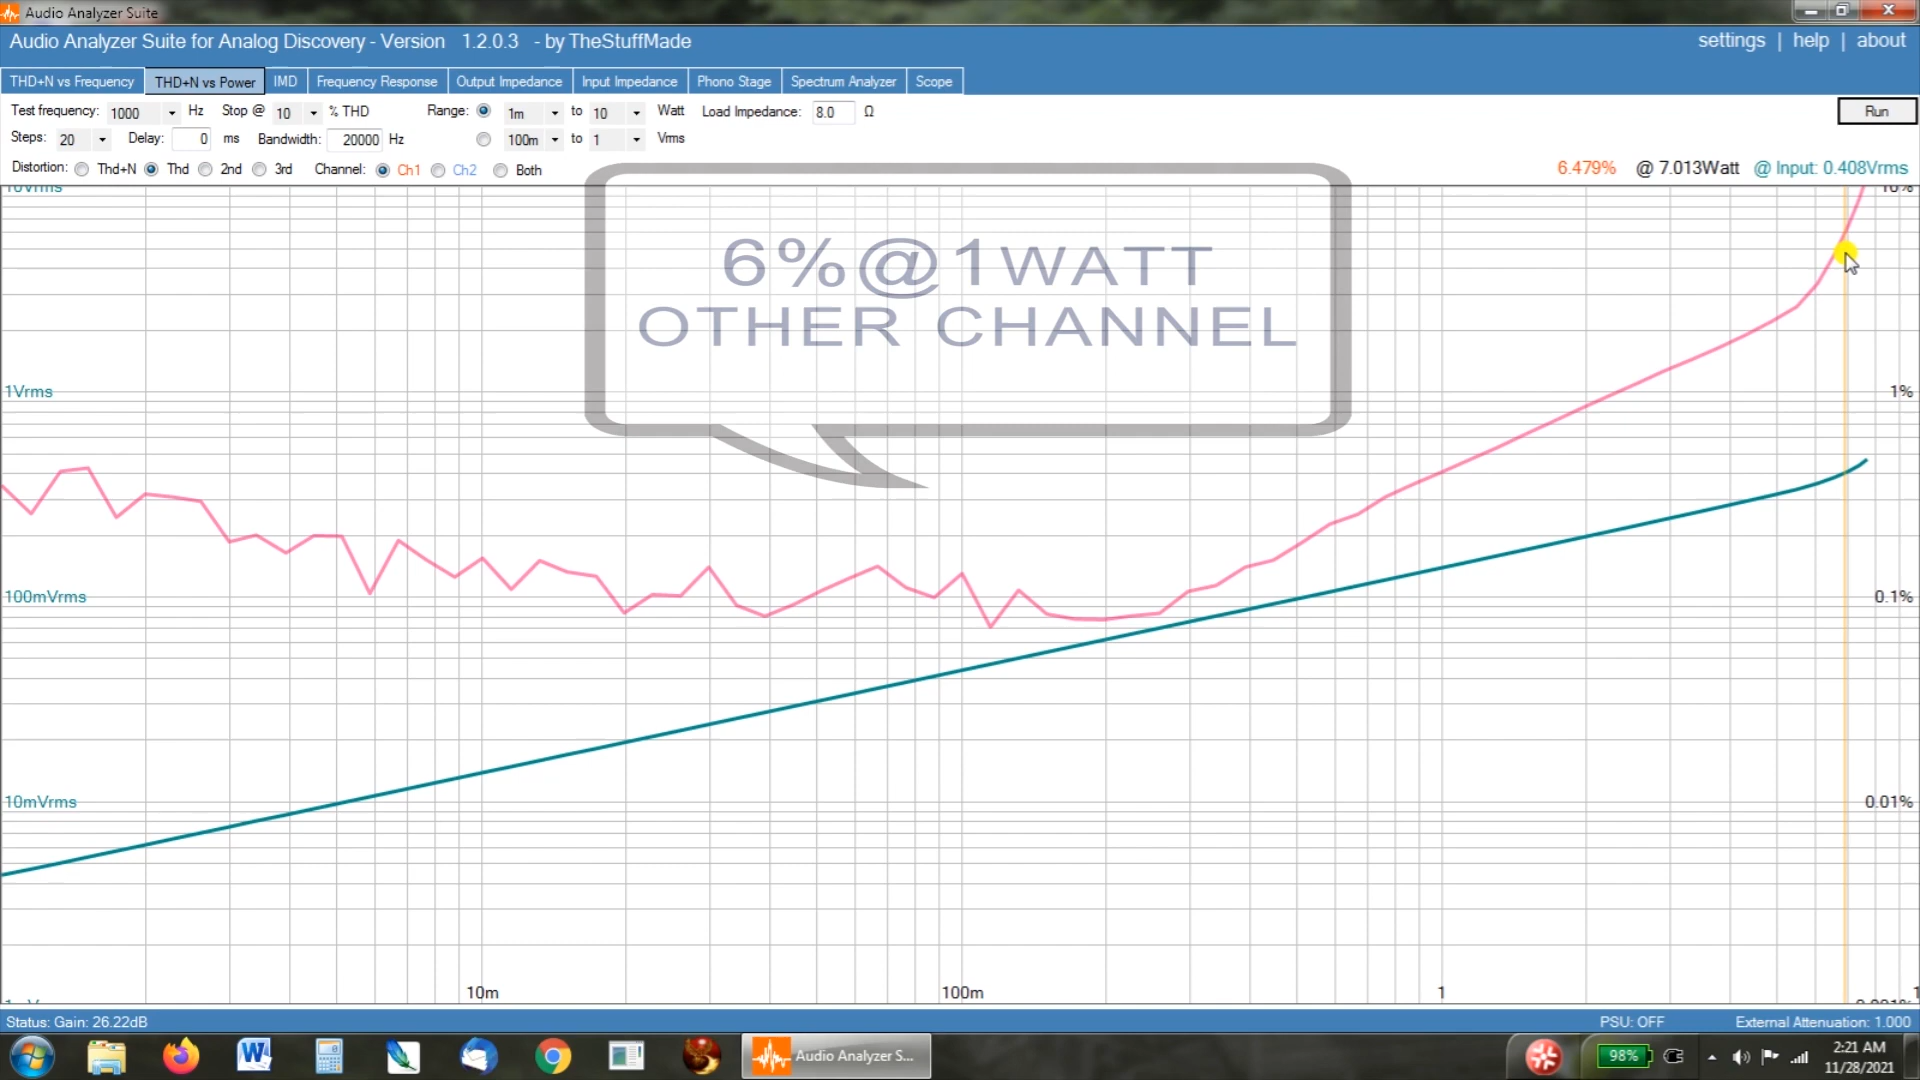 Audio Analyzer Suite
Audio Analyzer Suite for Analog Discovery - Version 1.2.0.3 - by TheStuffMade
settings | help | about
THD+N vs Frequency THD+N vs Power IMD Frequency Response Output Impedance Input Impedance Phono Stage Spectrum Analyzer Scope
Test frequency: 1000 Hz Stop @ 10 % THD Range: 1m to 10 Watt Load Impedance: 8.0 Ω Run
Steps: 20 Delay: 0 ms Bandwidth: 20000 Hz 100m to 1 Vrms
Distortion: Thd+N Thd 2nd 3rd Channel: Ch1 Ch2 Both 6.479% @ 7.013Watt @ Input: 0.408Vrms
10Vrms 10%
6%@1WATT
OTHER CHANNEL
1Vrms 1%
100mVrms 0.1%
10mVrms 0.01%
10m 100m 1 1
0.001%
Status: Gain: 26.22dB PSU: OFF External Attenuation: 1.000
Audio Analyzer S... 98% 2:21 AM
11/28/2021